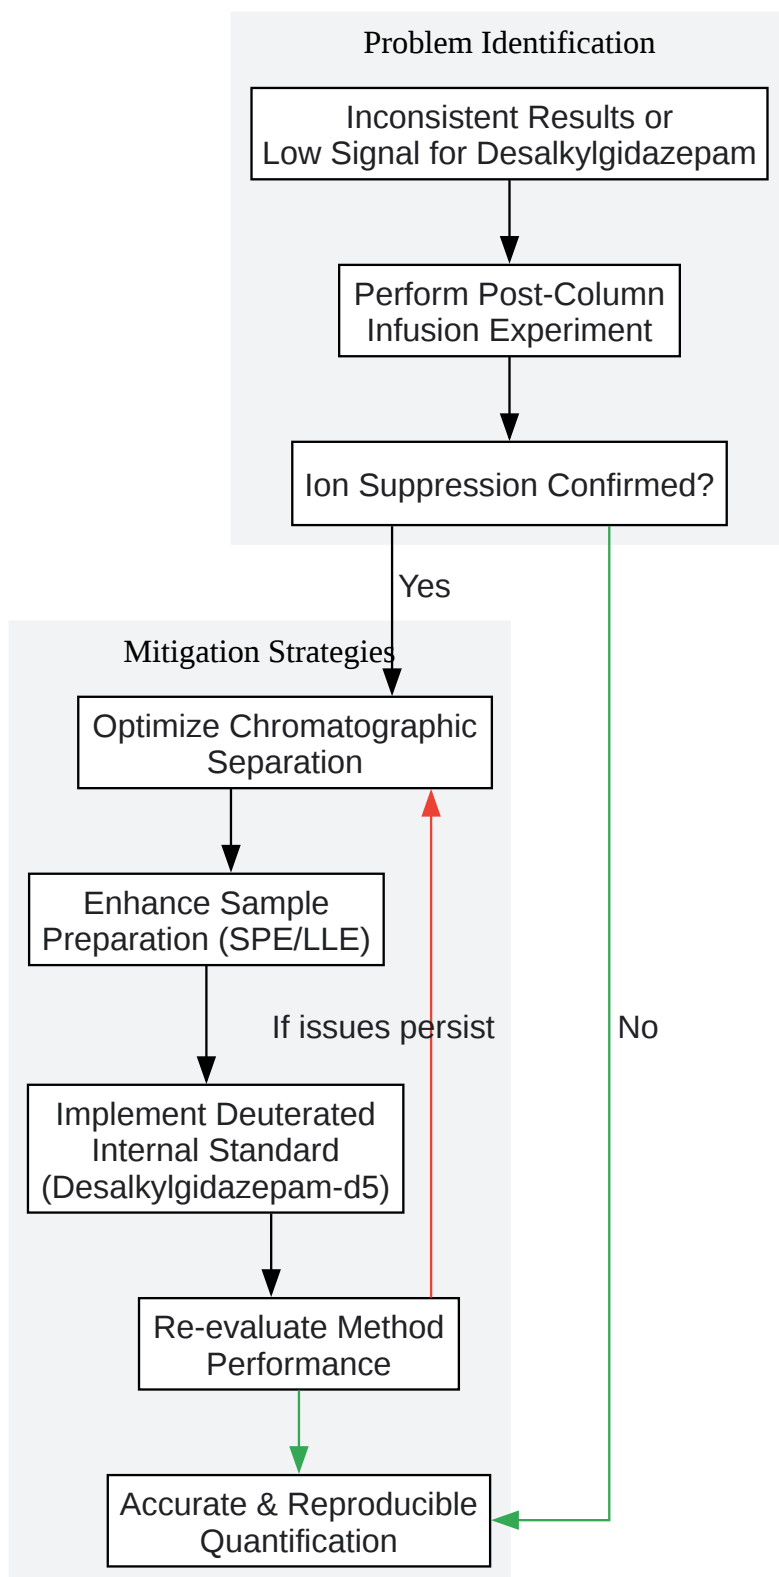 Problem Identification
Inconsistent Results or
Low Signal for Desalkylgidazepam
Perform Post-Column
Infusion Experiment
Ion Suppression Confirmed?
Yes
Mitigation Strategies
Optimize Chromatographic
Separation
Enhance Sample
Preparation (SPE/LLE)
If issues persist
No
Implement Deuterated
Internal Standard
(Desalkylgidazepam-d5)
Re-evaluate Method
Performance
Accurate & Reproducible
Quantification